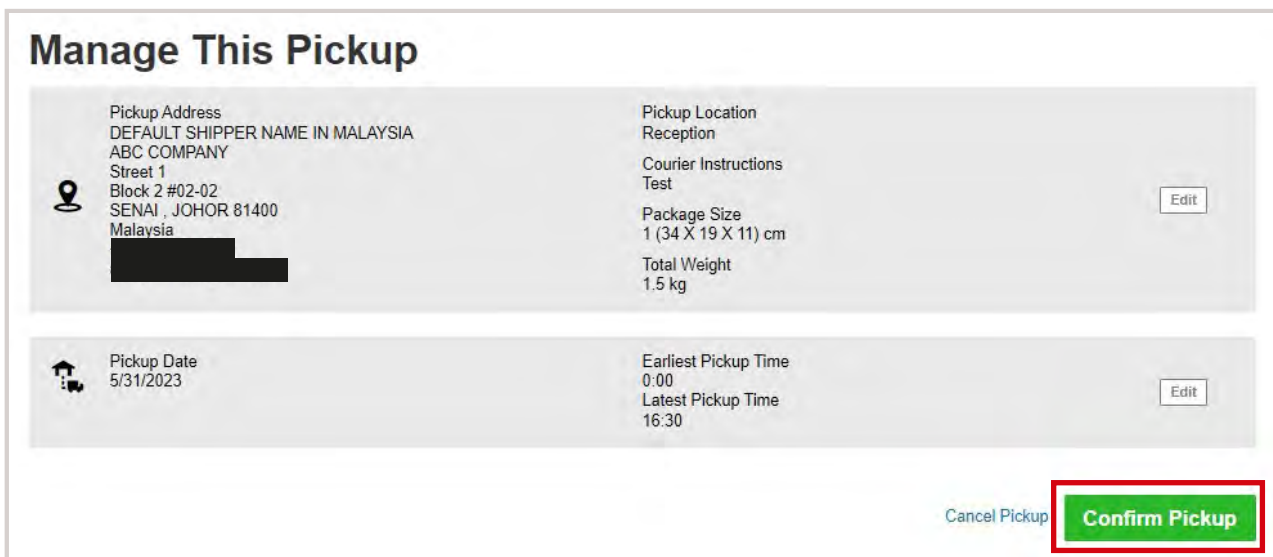 Manage This Pickup
Pickup Address
DEFAULT SHIPPER NAME IN MALAYSIA
ABC COMPANY
Street 1
Block 2 #02-02
SENAI , JOHOR 81400
Malaysia
Pickup Location
Reception
Courier Instructions
Test
Package Size
1 (34 X 19 X 11) cm
Total Weight
1.5 kg
Edit
Pickup Date
5/31/2023
Earliest Pickup Time
0:00
Latest Pickup Time
16:30
Edit
Cancel Pickup
Confirm Pickup